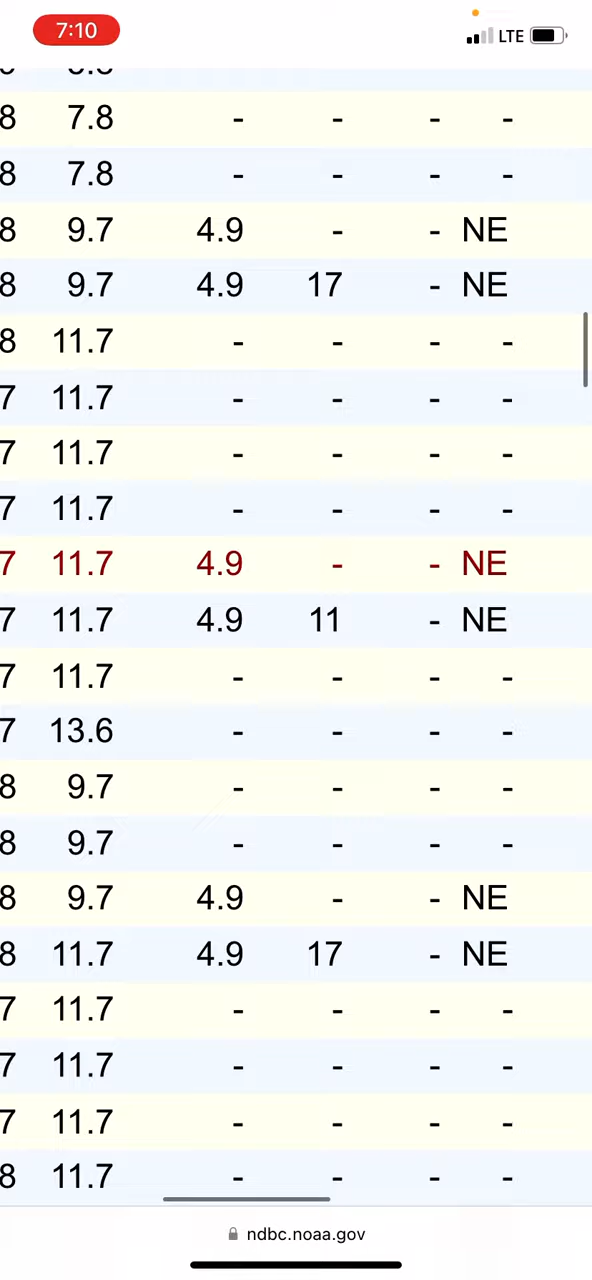 7:10 LTE
8 7.8 - - - -
8 7.8 - - - -
8 9.7 4.9 - - NE
8 9.7 4.9 17 - NE
8 11.7 - - - -
7 11.7 - - - -
7 11.7 - - - -
7 11.7 - - - -
7 11.7 4.9 - - NE
7 11.7 4.9 11 - NE
7 11.7 - - - -
7 13.6 - - - -
8 9.7 - - - -
8 9.7 - - - -
8 9.7 4.9 - - NE
8 11.7 4.9 17 - NE
7 11.7 - - - -
7 11.7 - - - -
7 11.7 - - - -
8 11.7 - - - -
ndbc.noaa.gov